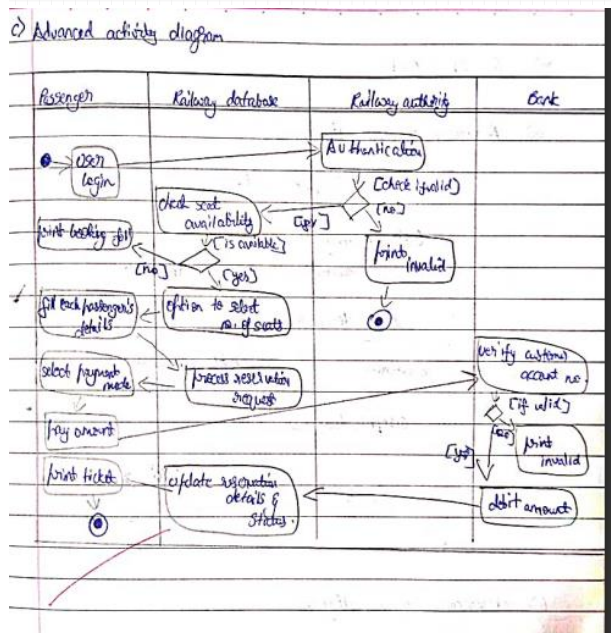 c) Advanced activity diagram
Passenger
Railway database
Railway authority
Bank
User
login
Authentication
[check if valid]
[yes]
[no]
check seat
availability
[is available]
[no]
[yes]
print booking full
print
invalid
option to select
no. of seats
fill each passenger's
details
process reservation
request
select payment
mode
pay amount
verify customer
account no.
[if valid]
[no]
[yes]
print
invalid
debit amount
update reservation
details &
status.
print ticket